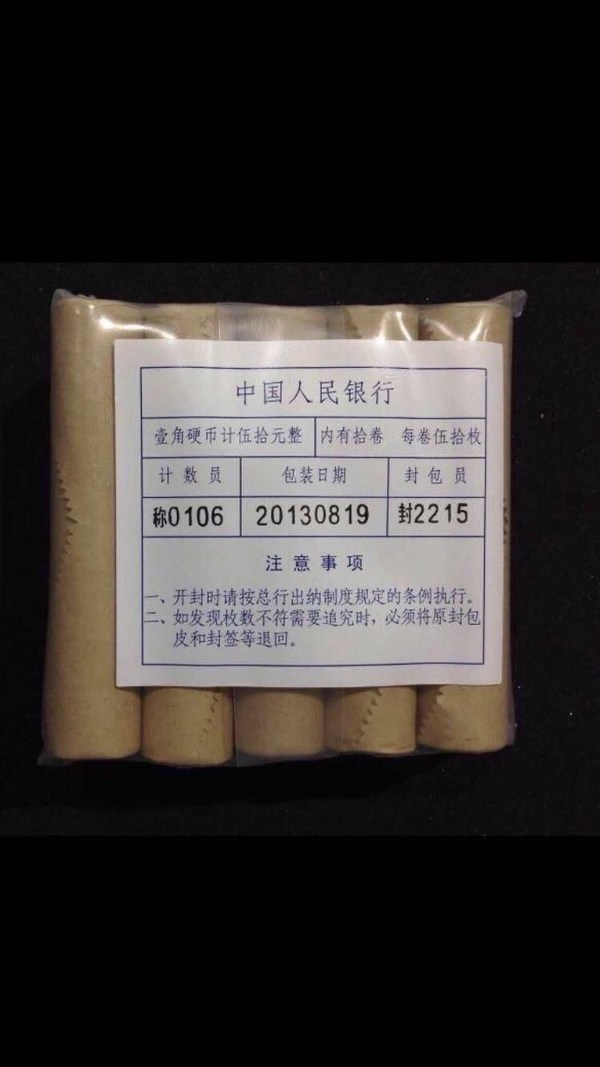 中国人民银行
壹角硬币计伍拾元整 内有拾卷 每卷伍拾枚
计数员 包装日期 封包员
称0106 20130819 封2215
注意事项
一、开封时请按总行出纳制度规定的条例执行。
二、如发现枚数不符需要追究时，必须将原封包
皮和封签等退回。